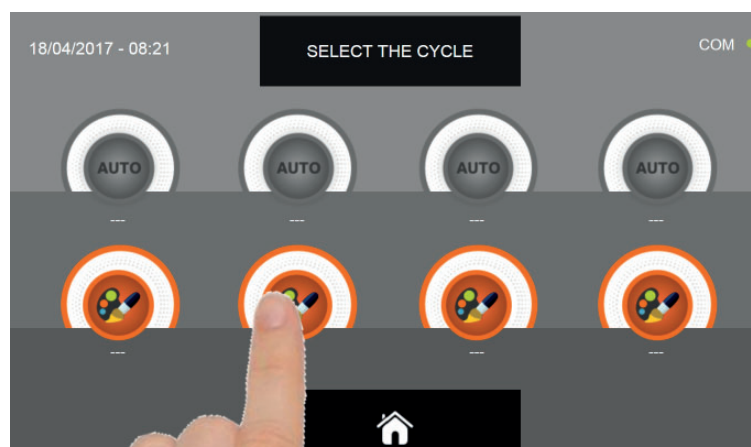 18/04/2017 - 08:21
SELECT THE CYCLE
COM
AUTO
AUTO
AUTO
AUTO
---
---
---
---
---
---
---